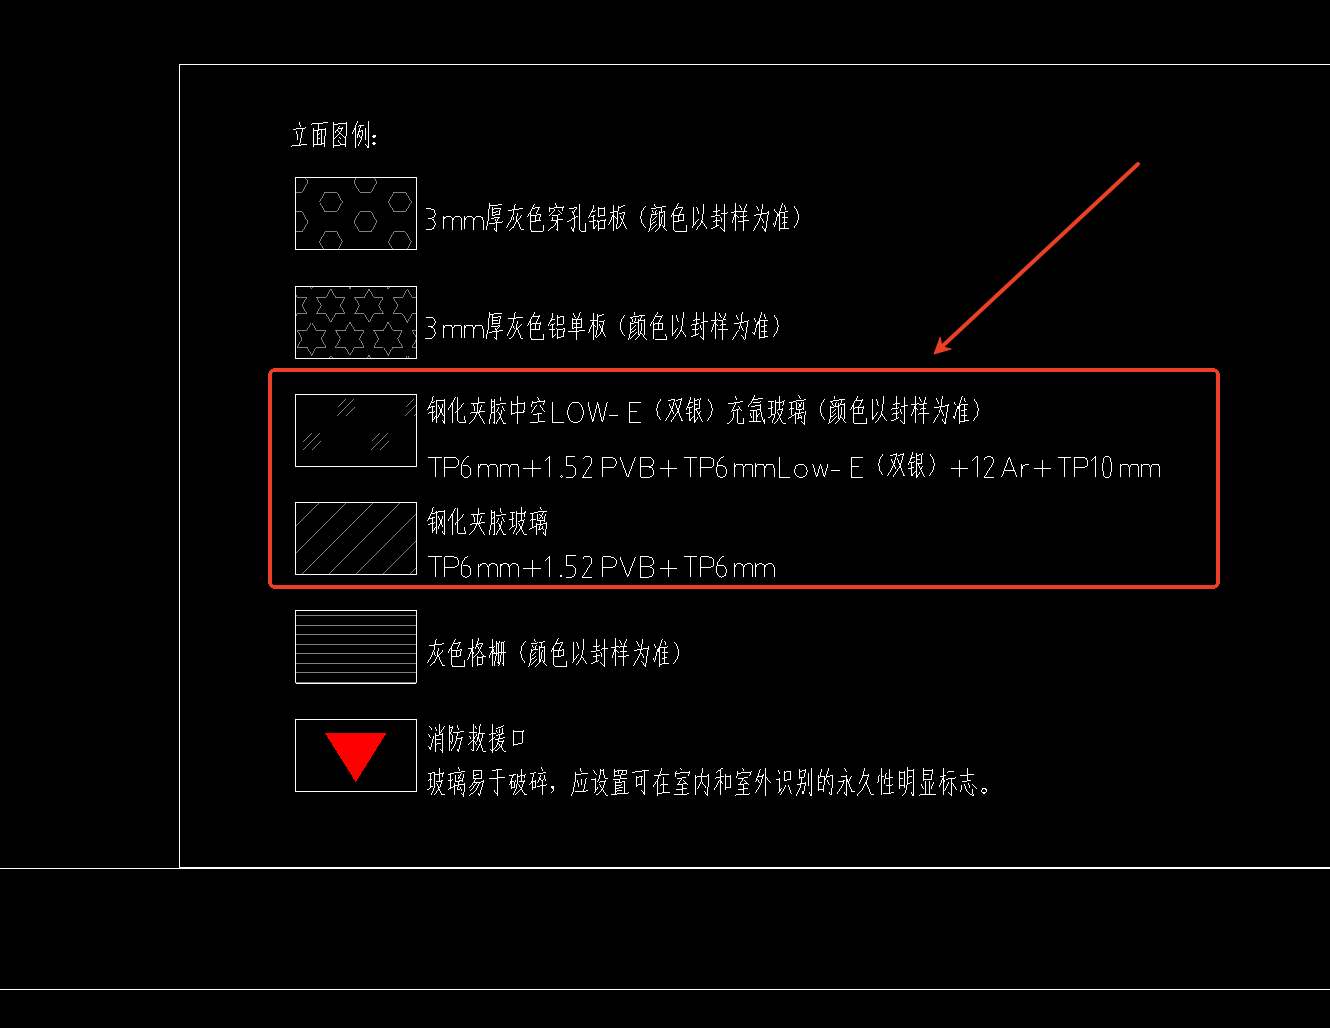 立面图例:
3mm厚灰色穿孔铝板（颜色以封样为准）
3mm厚灰色铝单板（颜色以封样为准）
钢化夹胶中空LOW-E（双银）充氩玻璃（颜色以封样为准）
TP6mm+1.52PVB+TP6mmLow-E（双银）+12Ar+TP10mm
钢化夹胶玻璃
TP6mm+1.52PVB+TP6mm
灰色格栅（颜色以封样为准）
消防救援口
玻璃易于破碎，应设置可在室内和室外识别的永久性明显标志。